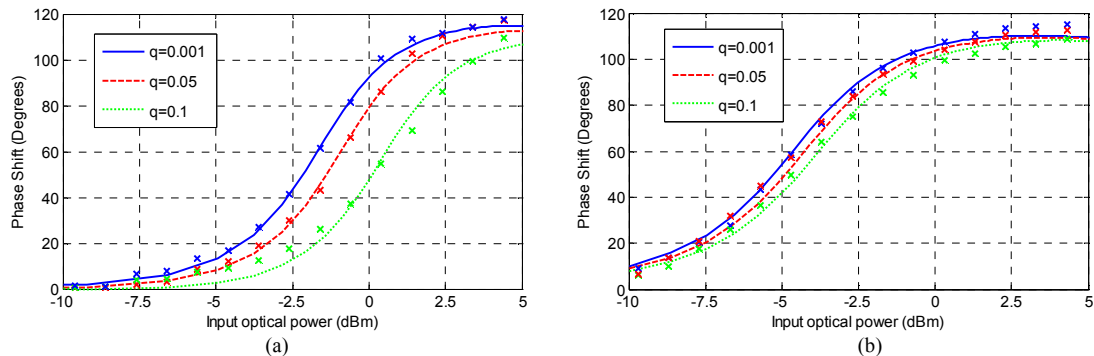 120
100
80
60
40
20
0
Phase Shift (Degrees)
q=0.001
q=0.05
q=0.1
-10 -7.5 -5 -2.5 0 2.5 5
Input optical power (dBm)
(a)
120
100
80
60
40
20
0
Phase Shift (Degrees)
q=0.001
q=0.05
q=0.1
-10 -7.5 -5 -2.5 0 2.5 5
Input optical power (dBm)
(b)